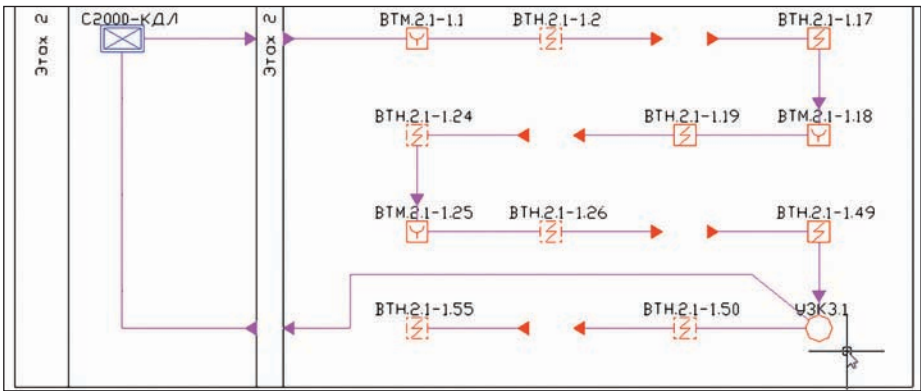 Этаж 2
С2000-КДЛ
Этаж 2
ВТМ.2.1-1.1
ВТН.2.1-1.2
ВТН.2.1-1.17
ВТН.2.1-1.24
ВТН.2.1-1.19
ВТМ.2.1-1.18
ВТМ.2.1-1.25
ВТН.2.1-1.26
ВТН.2.1-1.49
ВТН.2.1-1.55
ВТН.2.1-1.50
УЗК3.1